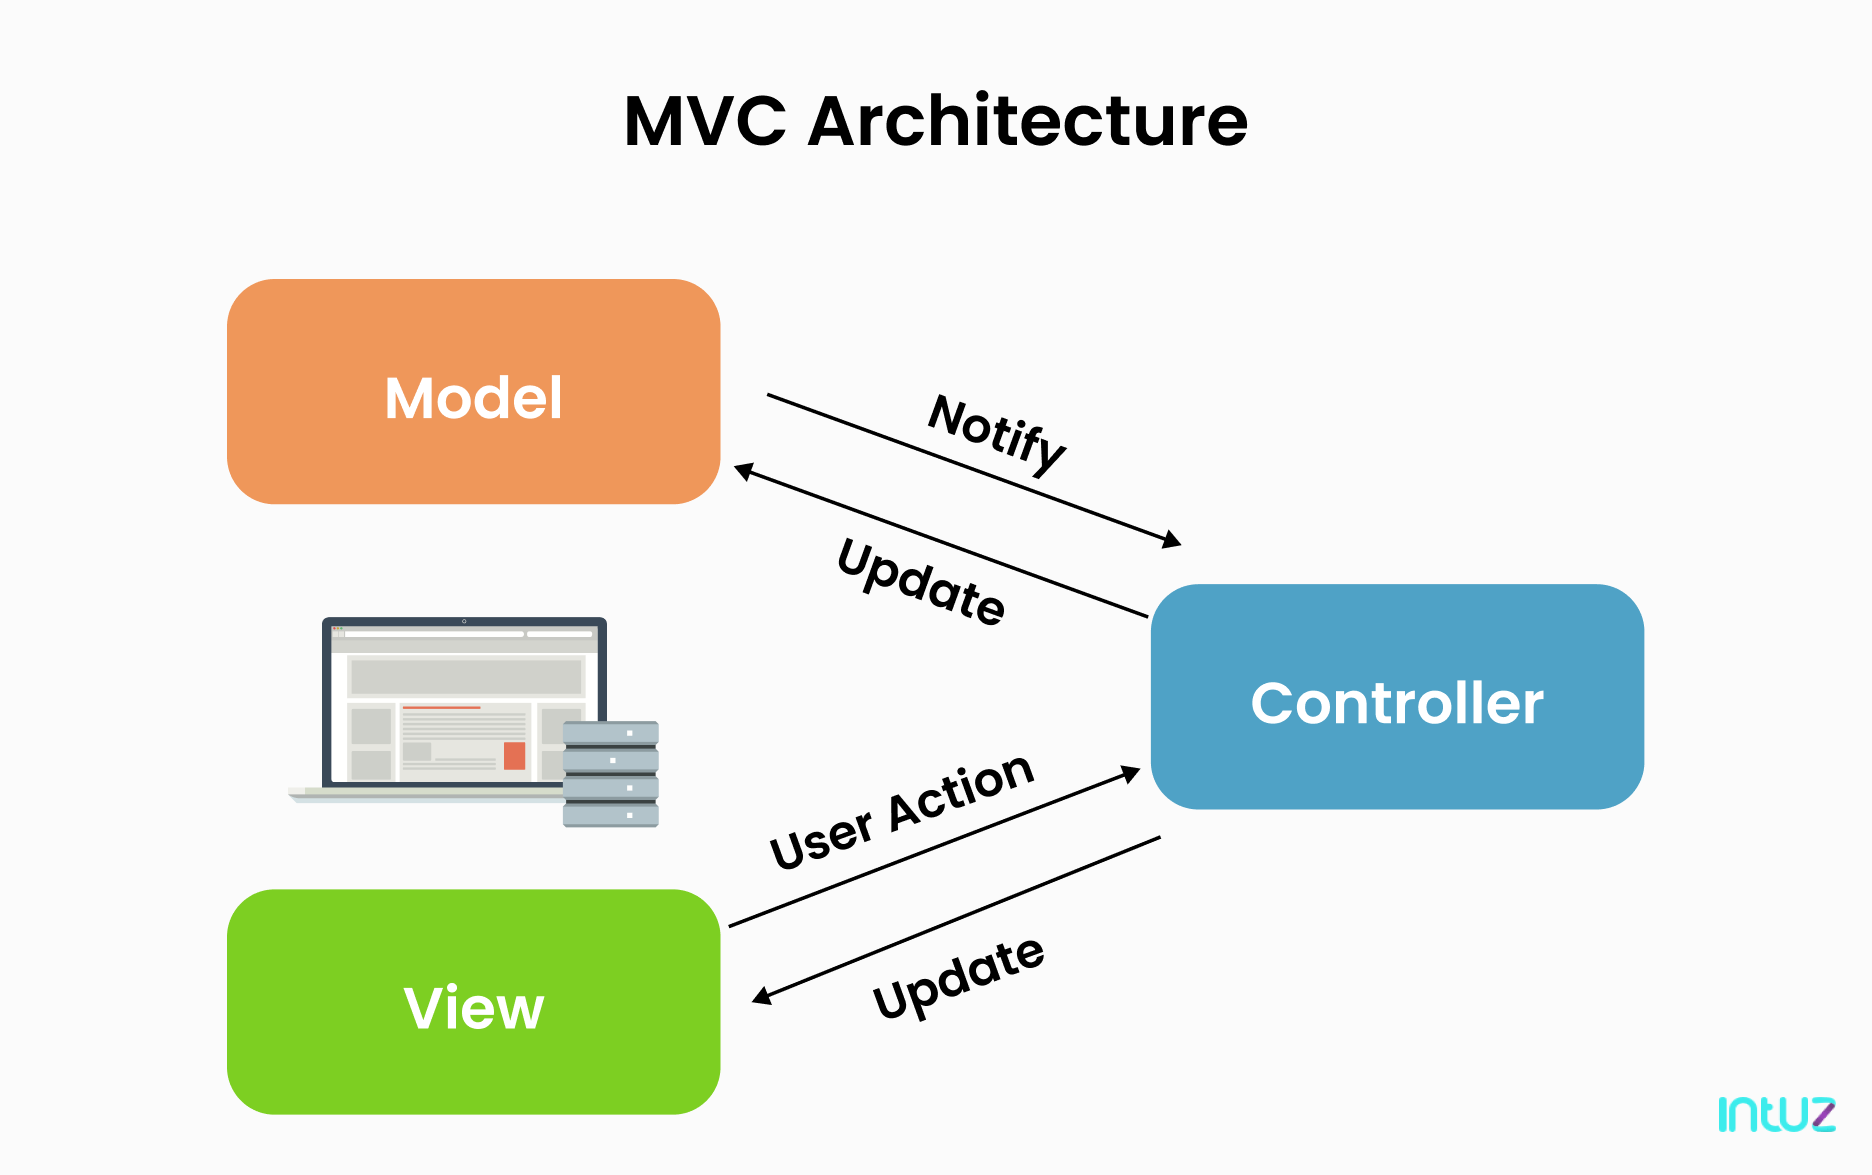 MVC Architecture
Model
Notify
Update
Controller
User Action
Update
View
INTUZ